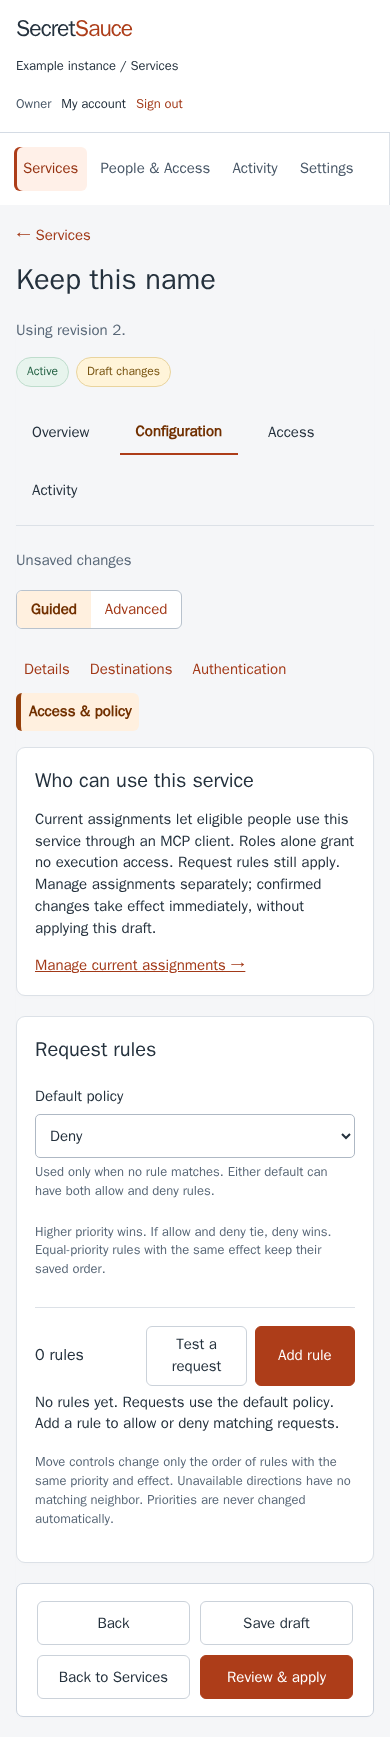 SecretSauce
Example instance / Services
Owner My account Sign out
Services People & Access Activity Settings
← Services
Keep this name
Using revision 2.
Active Draft changes
Overview Configuration Access
Activity
Unsaved changes
Guided Advanced
Details Destinations Authentication
Access & policy
Who can use this service
Current assignments let eligible people use this
service through an MCP client. Roles alone grant
no execution access. Request rules still apply.
Manage assignments separately; confirmed
changes take effect immediately, without
applying this draft.
Manage current assignments →
Request rules
Default policy
Deny
Used only when no rule matches. Either default can
have both allow and deny rules.
Higher priority wins. If allow and deny tie, deny wins.
Equal-priority rules with the same effect keep their
saved order.
0 rules
Test a
request
Add rule
No rules yet. Requests use the default policy.
Add a rule to allow or deny matching requests.
Move controls change only the order of rules with the
same priority and effect. Unavailable directions have no
matching neighbor. Priorities are never changed
automatically.
Back Save draft
Back to Services Review & apply